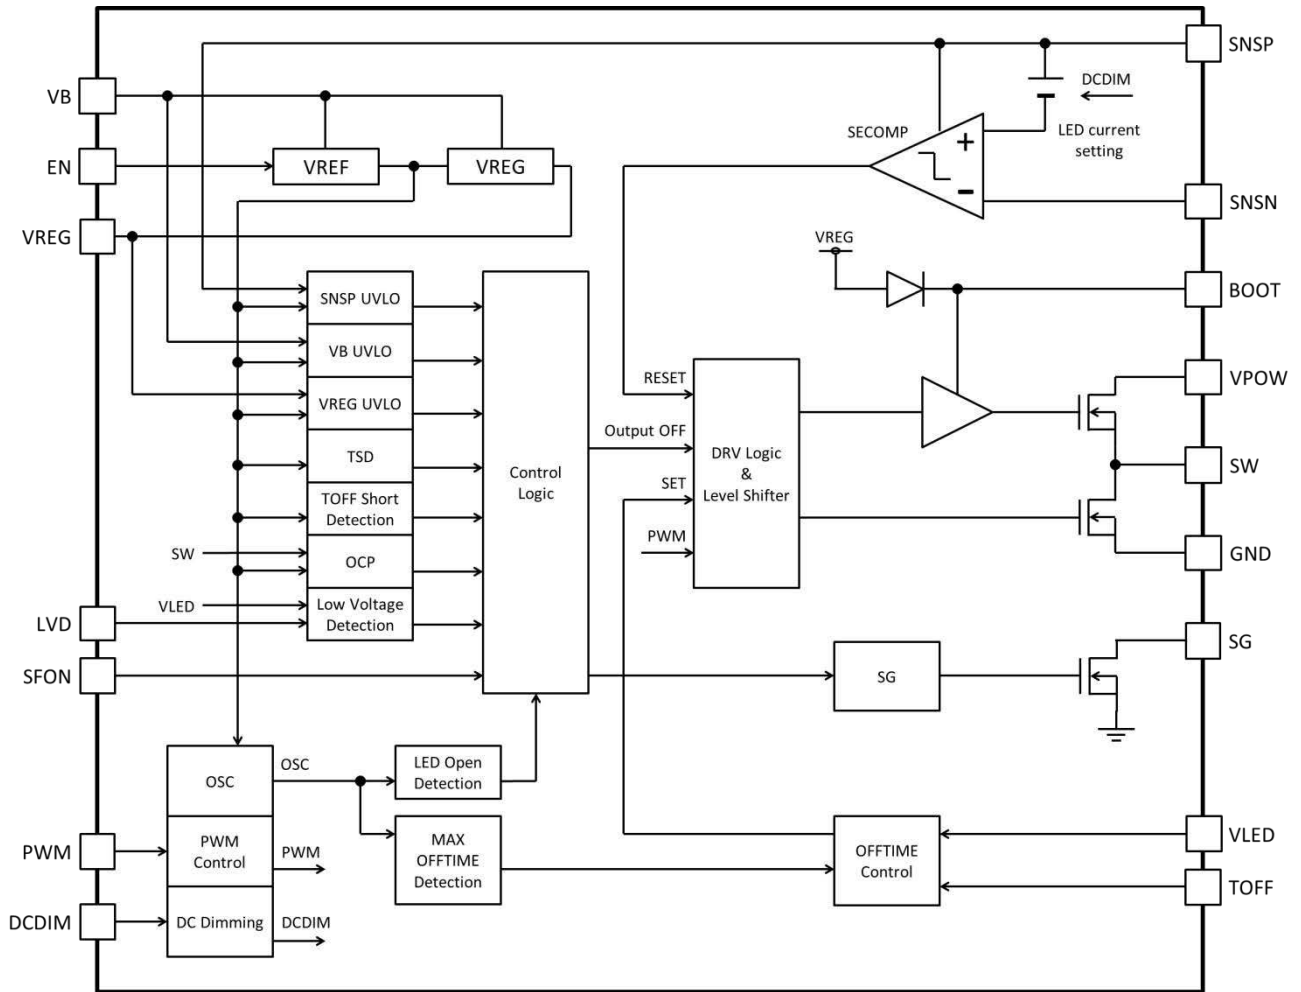 SNSP
VB
DCDIM
SECOMP
LED current
setting
EN
VREF
VREG
SNSN
VREG
VREG
BOOT
SNSP UVLO
VB UVLO
VREG UVLO
TSD
TOFF Short
Detection
OCP
Low Voltage
Detection
SW
VLED
Control
Logic
RESET
Output OFF
SET
PWM
DRV Logic
&
Level Shifter
VPOW
SW
GND
LVD
SFON
SG
SG
OSC
OSC
LED Open
Detection
PWM
PWM
Control
PWM
MAX
OFFTIME
Detection
OFFTIME
Control
VLED
TOFF
DCDIM
DC Dimming
DCDIM